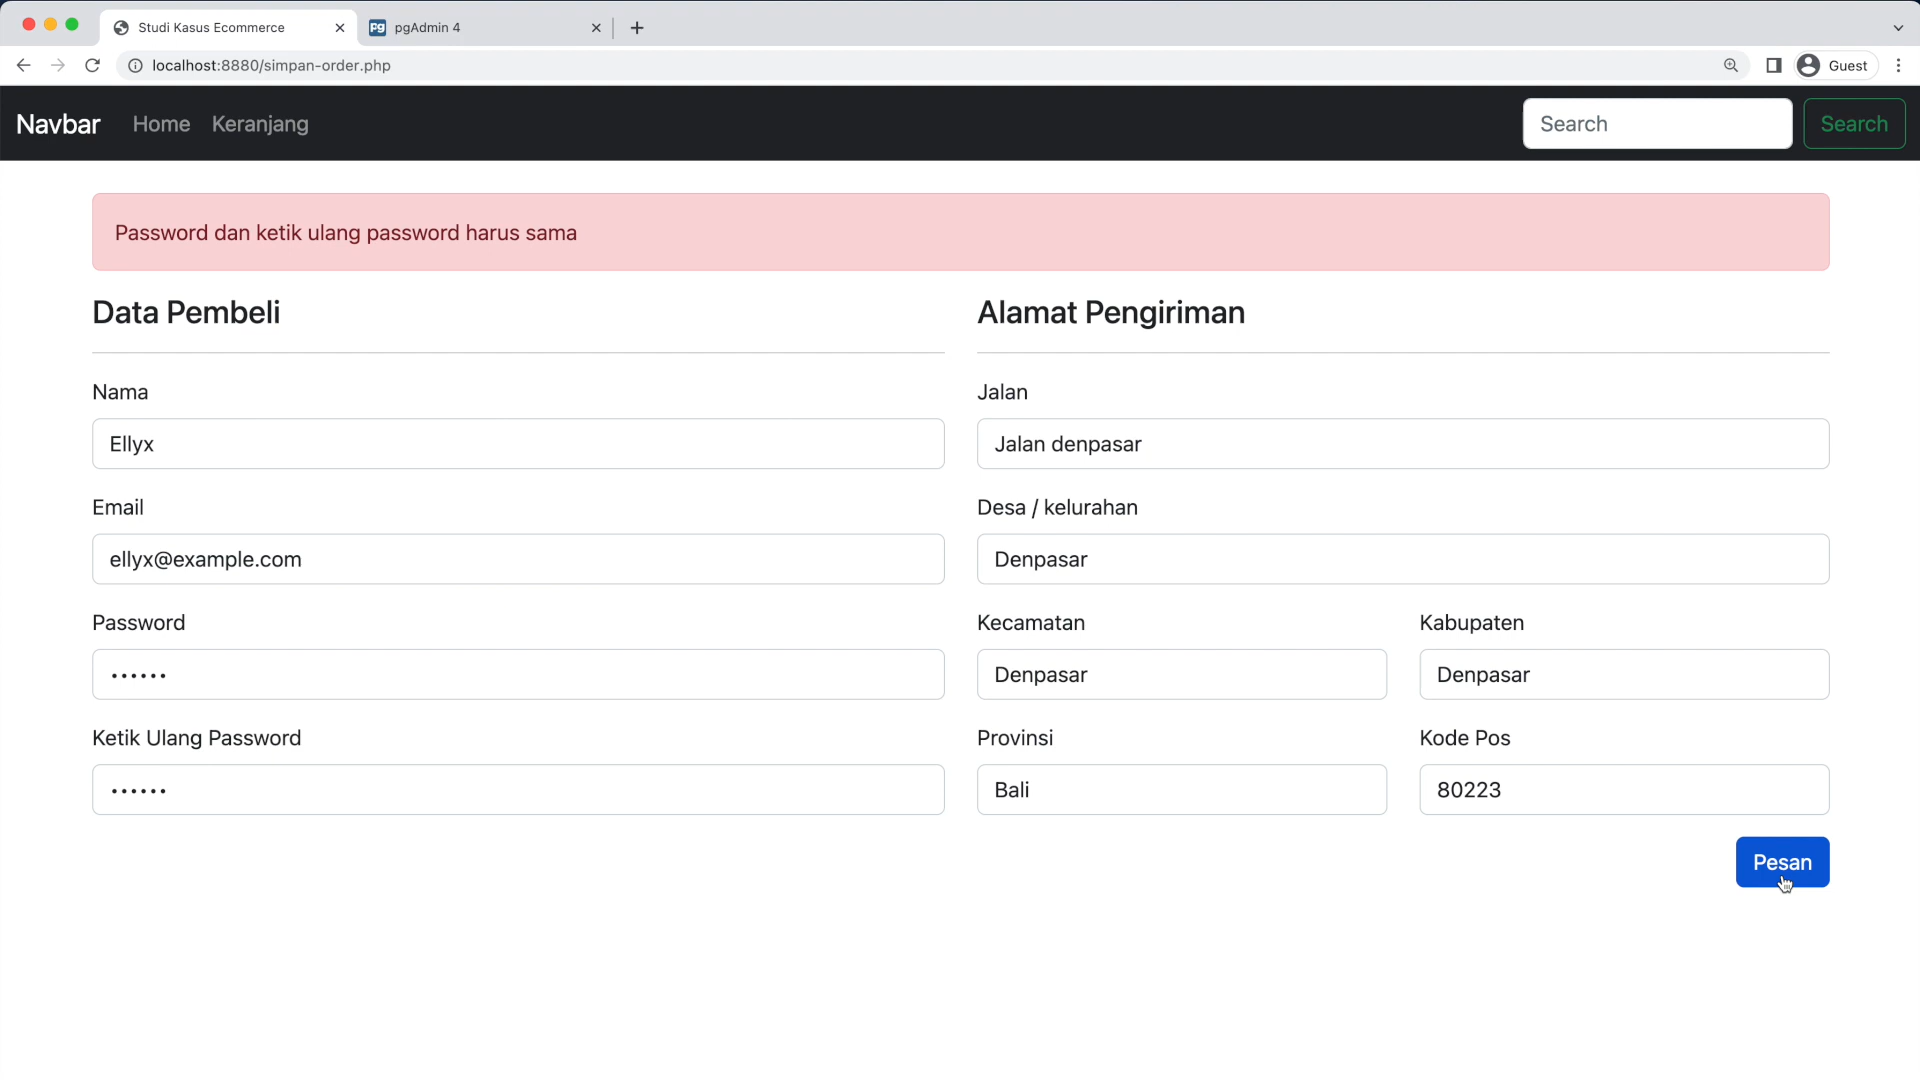 Studi Kasus Ecommerce
pgAdmin 4
localhost:8880/simpan-order.php
Guest
Navbar
Home
Keranjang
Search
Search
Password dan ketik ulang password harus sama
Data Pembeli
Alamat Pengiriman
Nama
Jalan
Ellyx
Jalan denpasar
Email
Desa / kelurahan
ellyx@example.com
Denpasar
Password
Kecamatan
Kabupaten
••••••
Denpasar
Denpasar
Ketik Ulang Password
Provinsi
Kode Pos
••••••
Bali
80223
Pesan